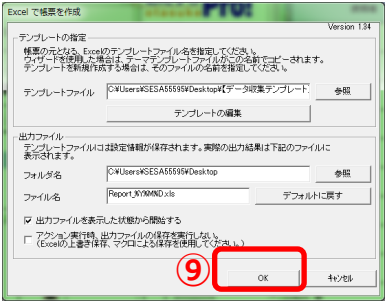 Pro!
Excel で帳票を作成
Version 1.34
テンプレートの指定
帳票の元となる、Excelのテンプレートファイル名を指定してください。
ウィザードを使用した場合は、テーマテンプレートファイルがこの名前でコピーされます。
テンプレートを新規作成する場合は、そのファイルの名前を指定してください。
テンプレートファイル C:¥Users¥SESA55595¥Desktop¥【データ収集テンプレート. 参照
テンプレートの編集
出力ファイル
テンプレートファイルには設定情報が保存されます。実際の出力結果は下記のファイルに
表示されます。
フォルダ名 C:¥Users¥SESA55595¥Desktop 参照
ファイル名 Report_%Y%M%D.xls デフォルトに戻す
出力ファイルを表示した状態から開始する
アクション実行時、出力ファイルの保存を実行しない。
(Excelの上書き保存、マクロによる保存を使用してください。)
⑨ OK キャンセル